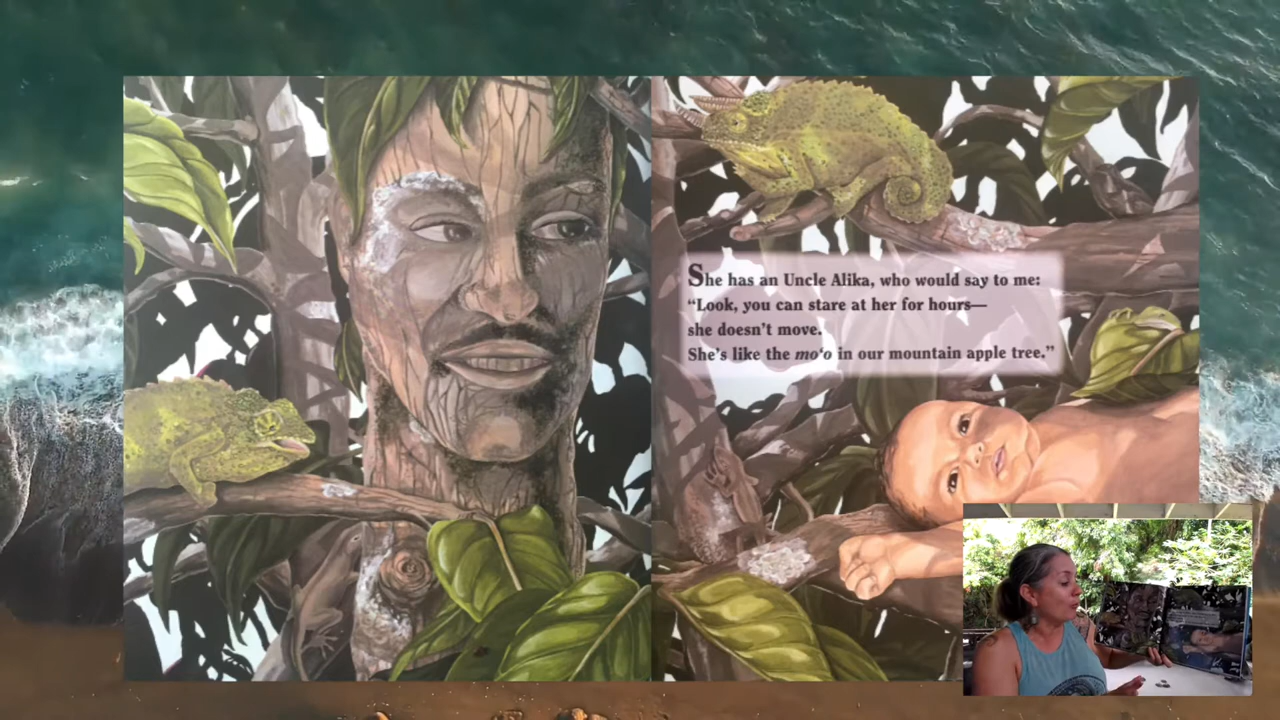 She has an Uncle Alika, who would say to me:
“Look, you can stare at her for hours—
she doesn’t move.
She’s like the moʻo in our mountain apple tree.”